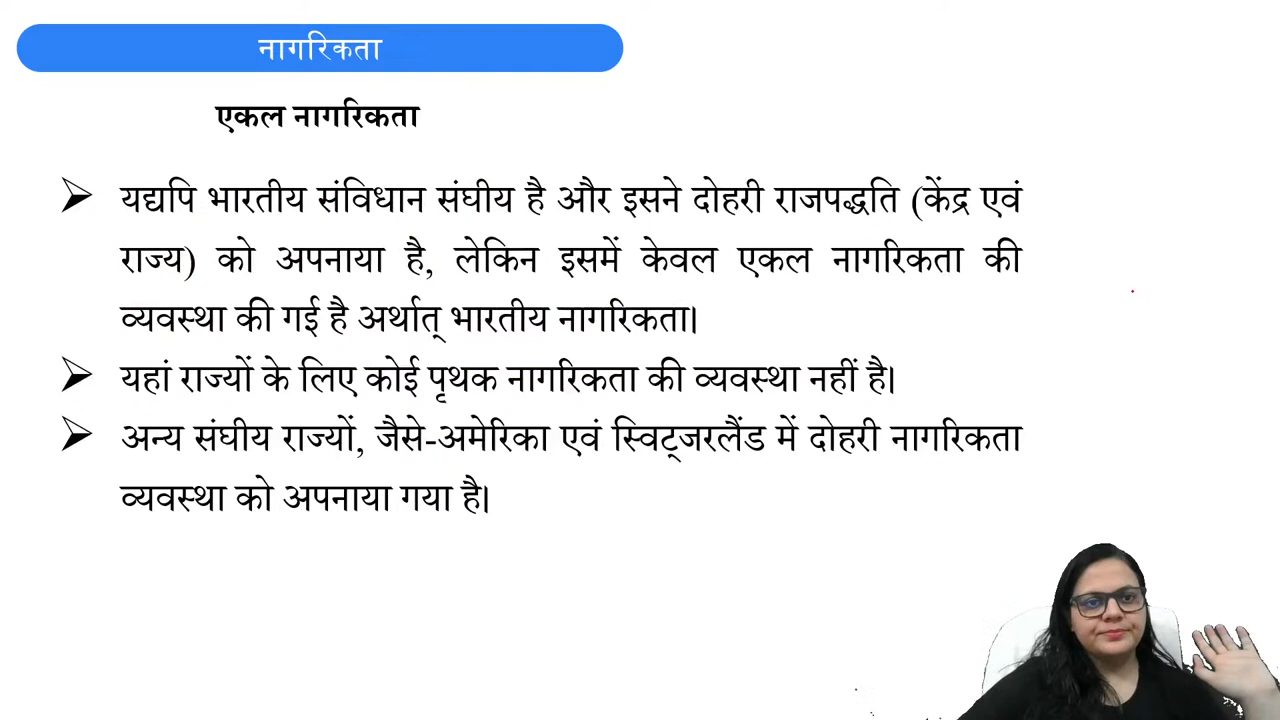 नागरिकता
एकल नागरिकता
➢ यद्यपि भारतीय संविधान संघीय है और इसने दोहरी राजपद्धति (केंद्र एवं
राज्य) को अपनाया है, लेकिन इसमें केवल एकल नागरिकता की
व्यवस्था की गई है अर्थात् भारतीय नागरिकता।
➢ यहां राज्यों के लिए कोई पृथक नागरिकता की व्यवस्था नहीं है।
➢ अन्य संघीय राज्यों, जैसे-अमेरिका एवं स्विट्जरलैंड में दोहरी नागरिकता
व्यवस्था को अपनाया गया है।